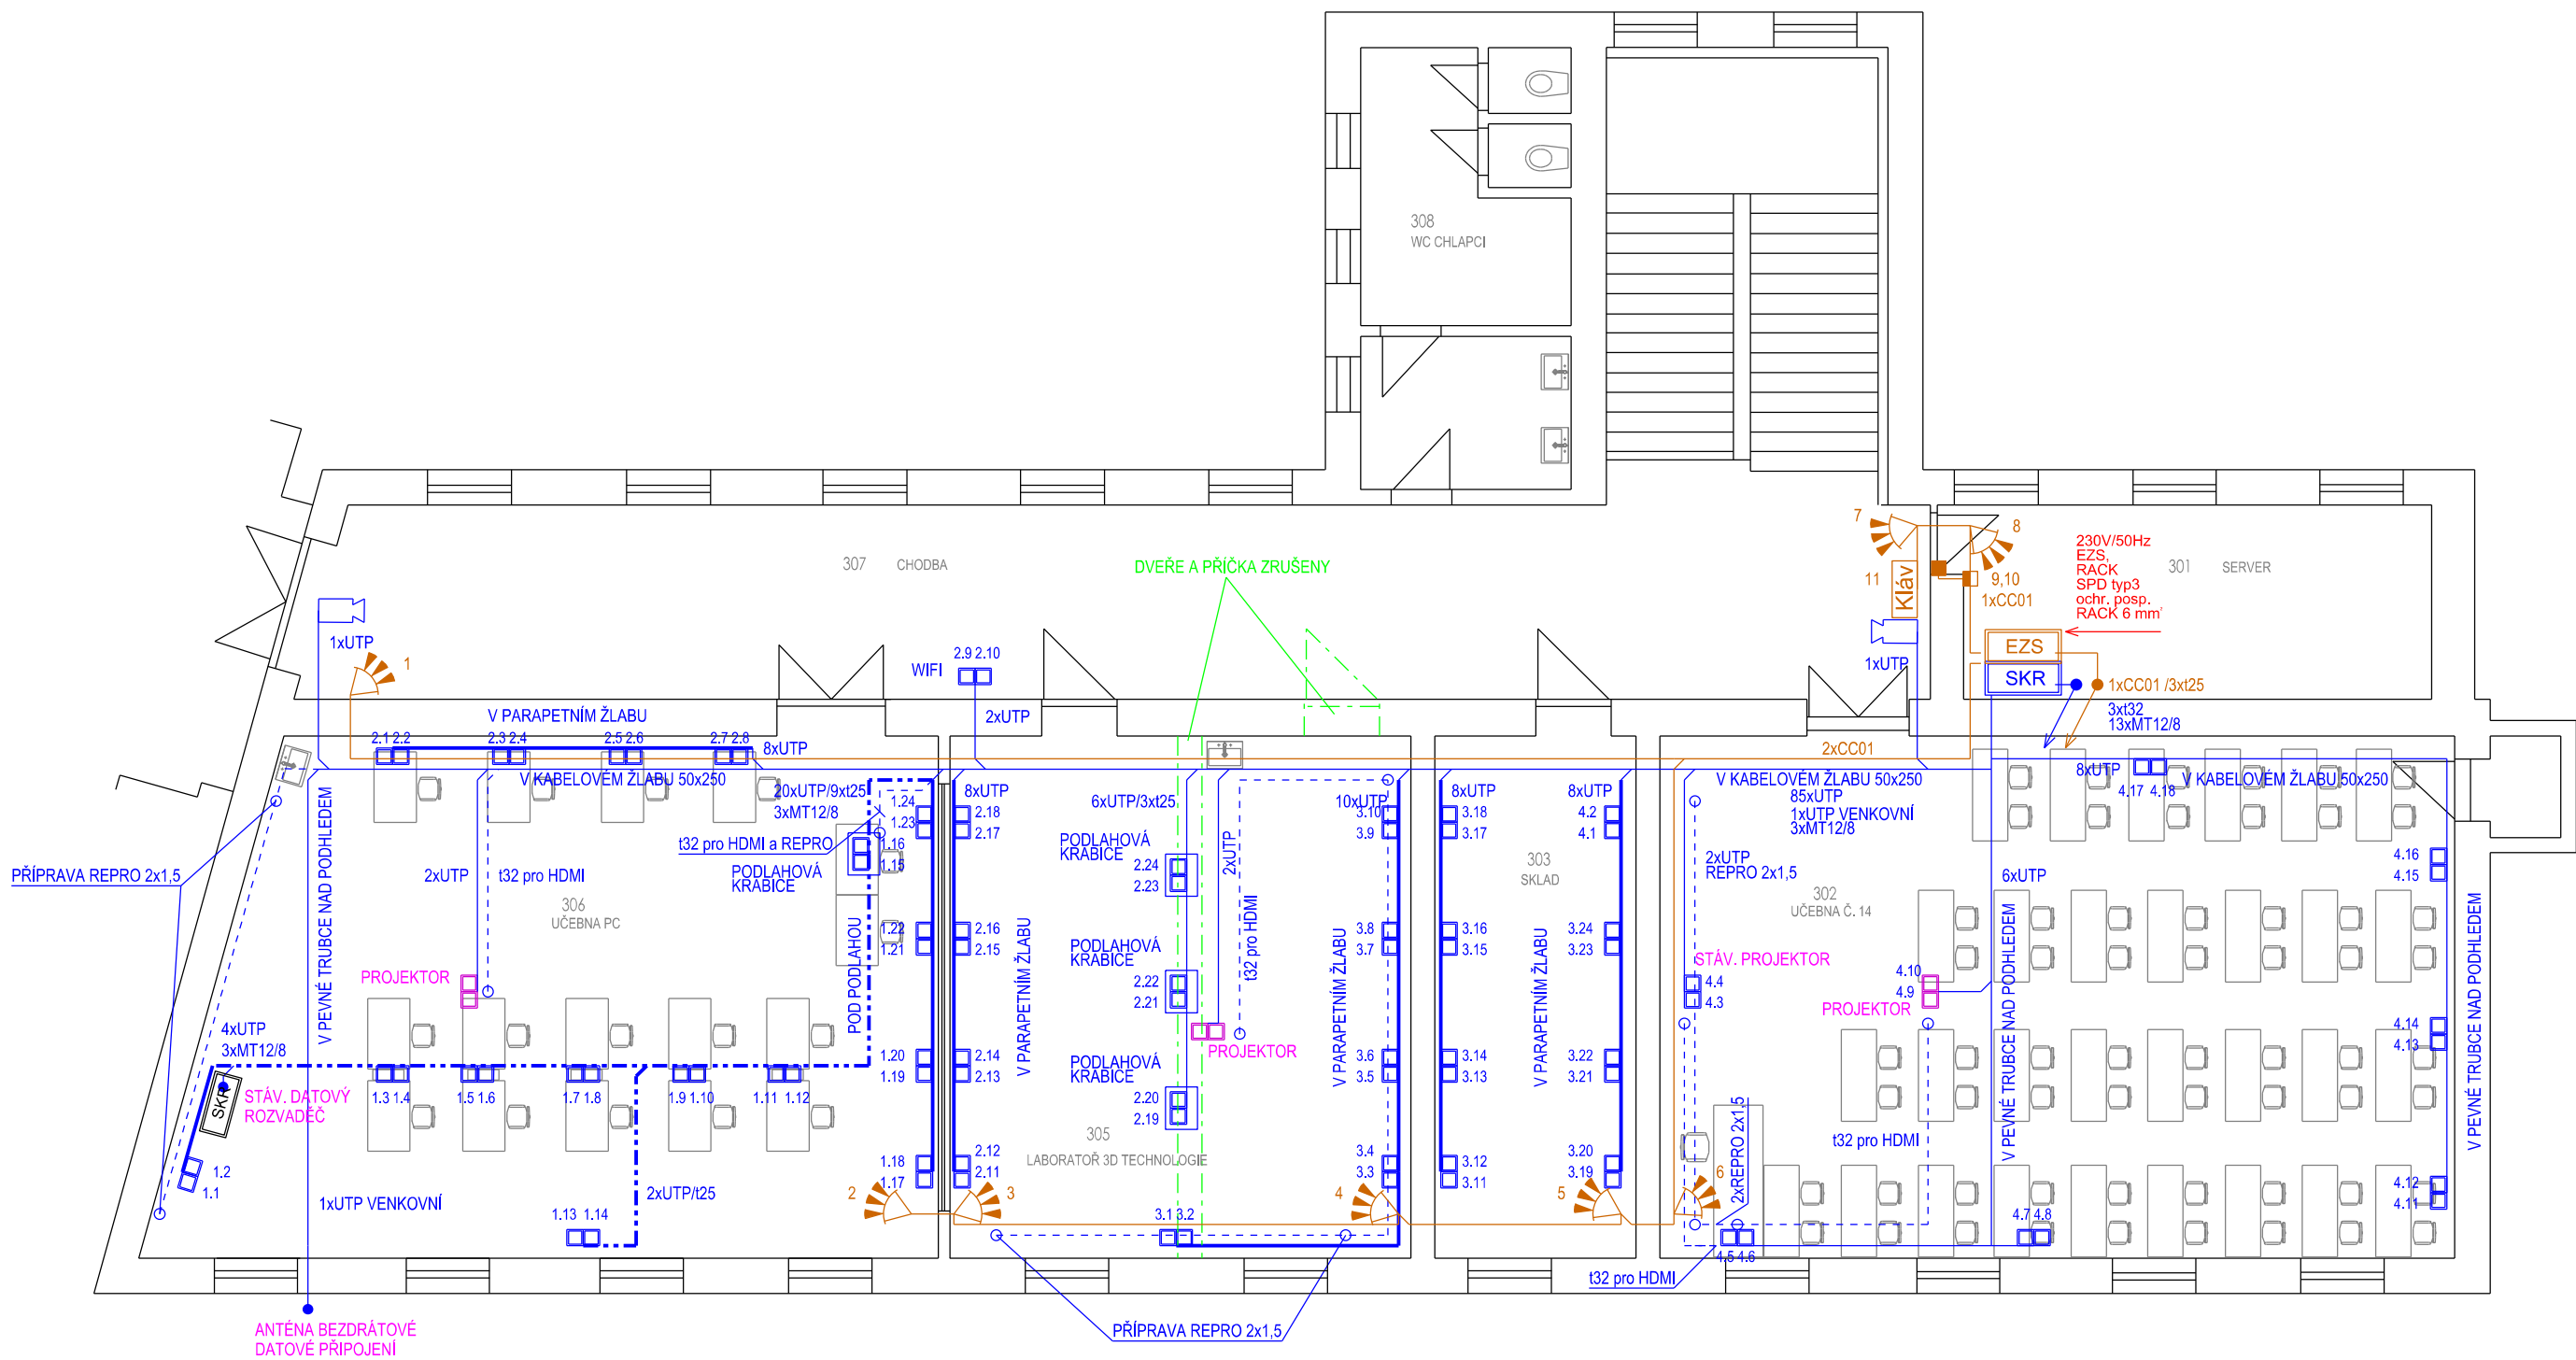 308
WC CHLAPCI
307 CHODBA
DVEŘE A PŘÍČKA ZRUŠENY
7
8
11
Kláv
9,10
1xCC01
230V/50Hz
EZS,
RACK
SPD typ3
ochr. posp.
RACK 6 mm²
301 SERVER
EZS
SKR
1xCC01 /3xt25
3xt32
13xMT12/8
1xUTP
1
WIFI
2.9 2.10
2xUTP
1xUTP
V PARAPETNÍM ŽLABU
2.1 2.2
2.3 2.4
2.5 2.6
2.7 2.8
8xUTP
V KABELOVÉM ŽLABU 50x250
2xCC01
V KABELOVÉM ŽLABU 50x250
85xUTP
1xUTP VENKOVNÍ
3xMT12/8
8xUTP
4.17 4.18
V KABELOVÉM ŽLABU 50x250
20xUTP/9xt25
3xMT12/8
t32 pro HDMI a REPRO
PODLAHOVÁ
KRABICE
1.24
1.23
1.16
1.15
1.22
1.21
1.20
1.19
1.18
1.17
PŘÍPRAVA REPRO 2x1,5
V PEVNÉ TRUBCE NAD PODHLEDEM
2xUTP
t32 pro HDMI
306
UČEBNA PC
PROJEKTOR
POD PODLAHOU
4xUTP
3xMT12/8
SKR
STÁV. DATOVÝ
ROZVADĚČ
1.2
1.1
1.3 1.4
1.5 1.6
1.7 1.8
1.9 1.10
1.11 1.12
1.13 1.14
1xUTP VENKOVNÍ
2xUTP/t25
ANTÉNA BEZDRÁTOVÉ
DATOVÉ PŘIPOJENÍ
2
3
8xUTP
2.18
2.17
2.16
2.15
2.14
2.13
2.12
2.11
V PARAPETNÍM ŽLABU
6xUTP/3xt25
PODLAHOVÁ
KRABICE
2.24
2.23
PODLAHOVÁ
KRABICE
2.22
2.21
PODLAHOVÁ
KRABICE
2.20
2.19
2xUTP
t32 pro HDMI
PROJEKTOR
305
LABORATOŘ 3D TECHNOLOGIE
3.1 3.2
PŘÍPRAVA REPRO 2x1,5
10xUTP
3.10
3.9
3.8
3.7
3.6
3.5
3.4
3.3
V PARAPETNÍM ŽLABU
4
8xUTP
3.18
3.17
3.16
3.15
3.14
3.13
3.12
3.11
303
SKLAD
V PARAPETNÍM ŽLABU
8xUTP
4.2
4.1
3.24
3.23
3.22
3.21
3.20
3.19
5
6
2xUTP
REPRO 2x1,5
302
UČEBNA Č. 14
STÁV. PROJEKTOR
4.4
4.3
4.10
4.9
PROJEKTOR
6xUTP
V PEVNÉ TRUBCE NAD PODHLEDEM
2xREPRO 2x1,5
t32 pro HDMI
4.5 4.6
t32 pro HDMI
4.7 4.8
4.16
4.15
4.14
4.13
4.12
4.11
V PEVNÉ TRUBCE NAD PODHLEDEM